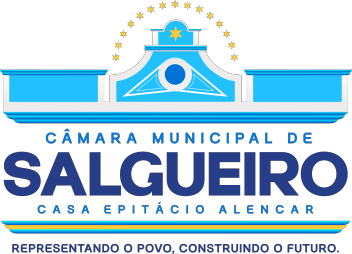 CÂMARA MUNICIPAL DE
SALGUEIRO
CASA EPITÁCIO ALENCAR
REPRESENTANDO O POVO, CONSTRUINDO O FUTURO.